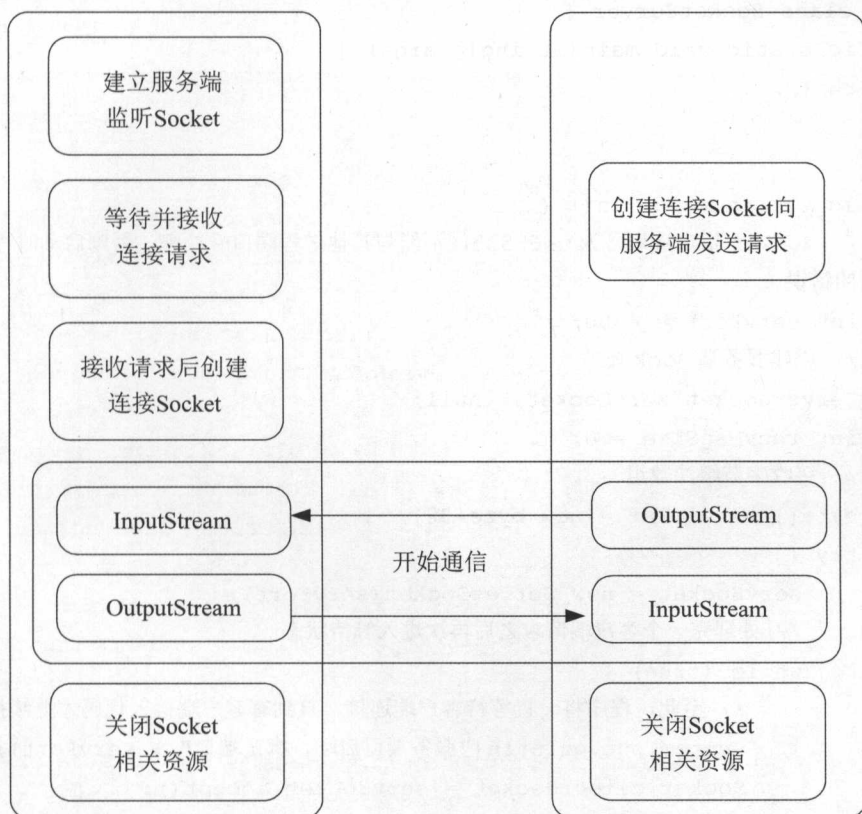 建立服务端
监听Socket
等待并接收
连接请求
接收请求后创建
连接Socket
创建连接Socket向
服务端发送请求
InputStream
OutputStream
开始通信
OutputStream
InputStream
关闭Socket
相关资源
关闭Socket
相关资源